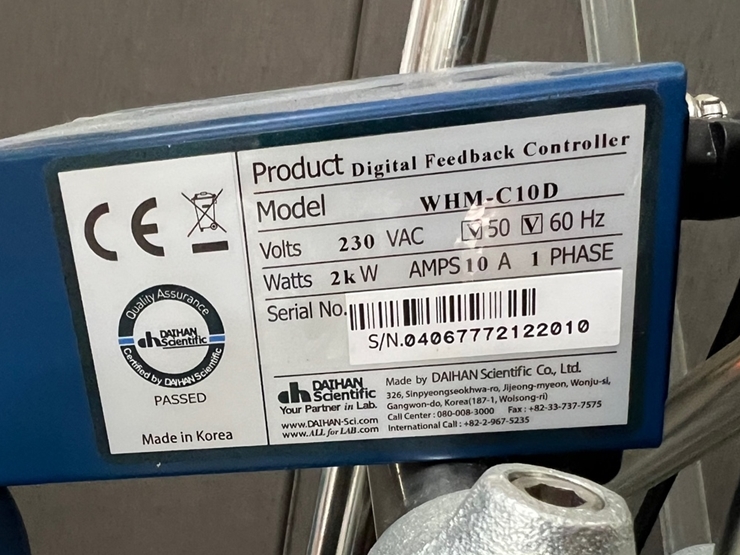 CE
Quality Assurance
DAIHAN
Scientific
Certified by DAIHAN Scientific
PASSED
Made in Korea
Product Digital Feedback Controller
Model WHM-C10D
Volts 230 VAC V 50 V 60 Hz
Watts 2kW AMPS 10 A 1 PHASE
Serial No.
S/N.04067772122010
DAIHAN
Scientific
Your Partner in Lab.
www.DAIHAN-Sci.com
www.ALL for LAB.com
Made by DAIHAN Scientific Co., Ltd.
326, Sinpyeongseokhwa-ro, Jijeong-myeon, Wonju-si,
Gangwon-do, Korea(187-1, Wolsong-ri)
Call Center : 080-008-3000 Fax : +82-33-737-7575
International Call : +82-2-967-5235